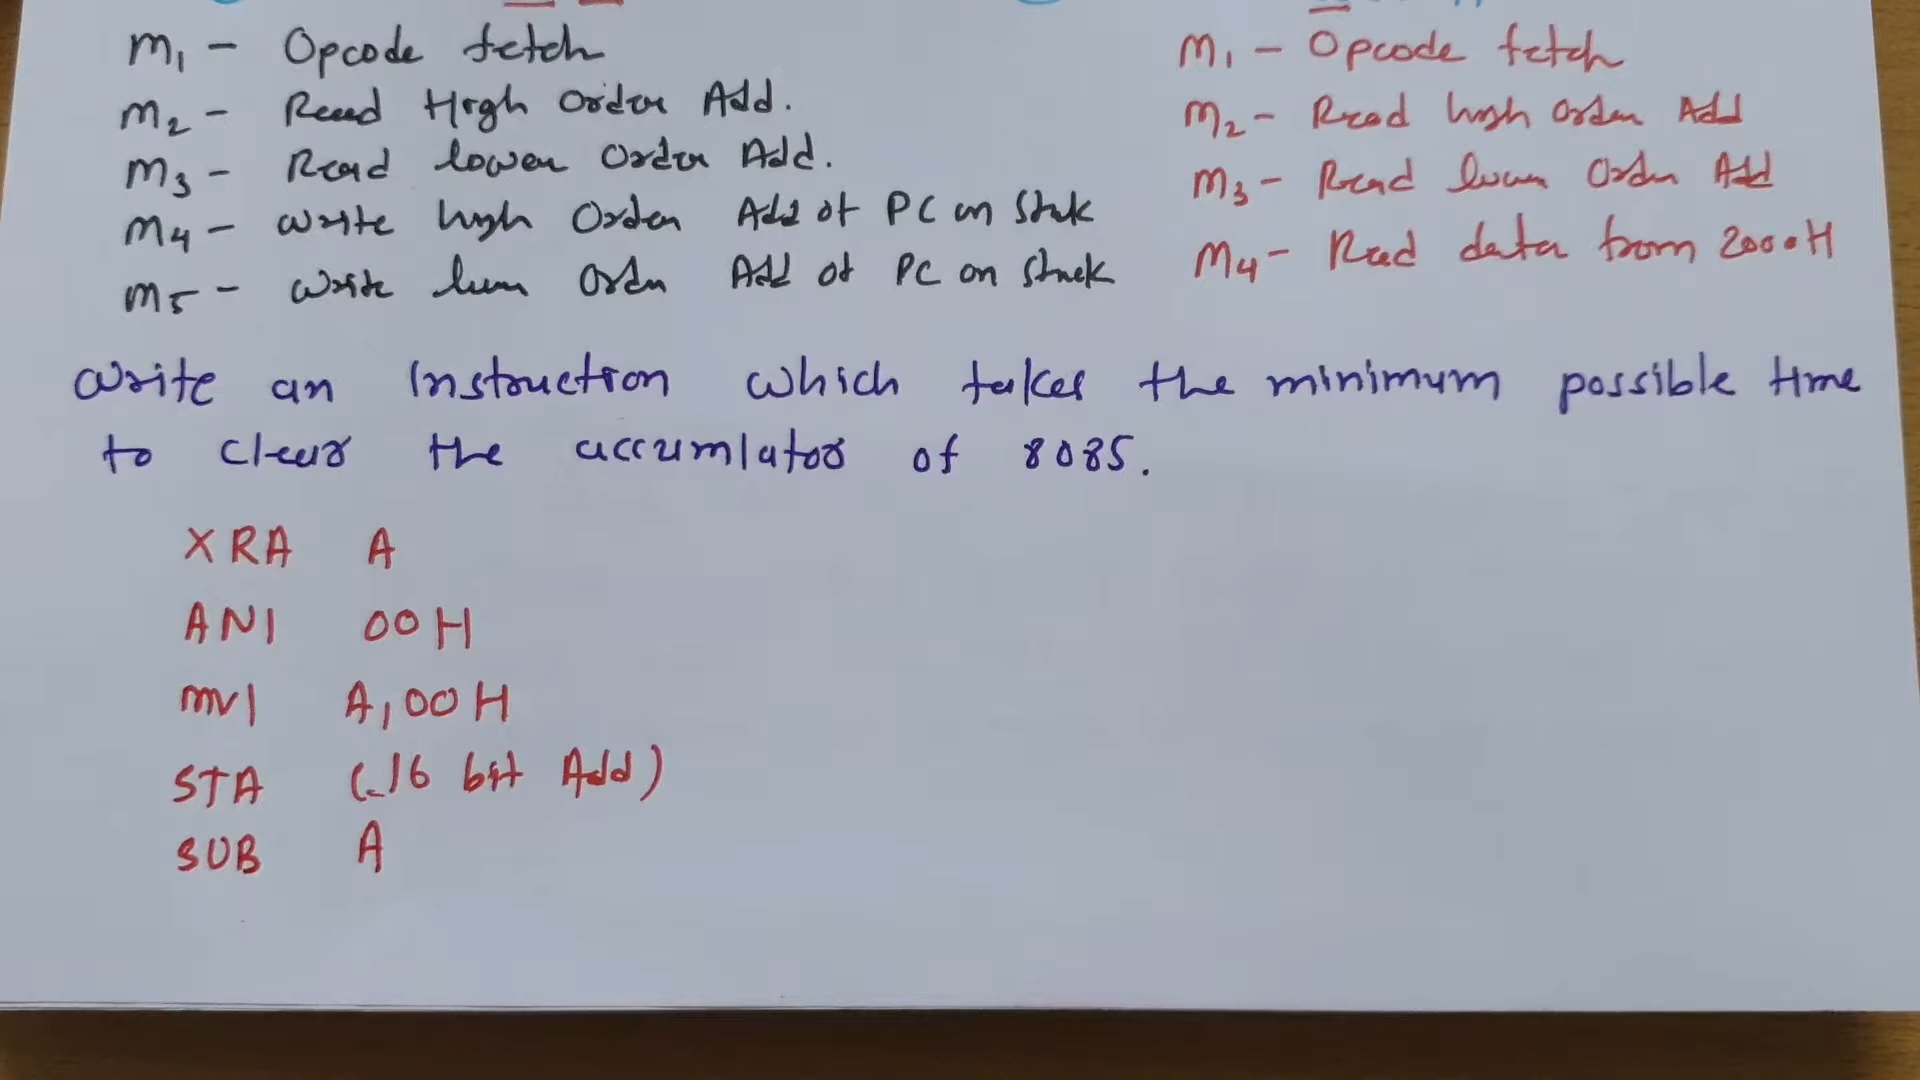 M1 - Opcode fetch
M2 - Read High Order Add.
M3 - Read lower Order Add.
M4 - write high Order Add of PC on Stack
M5 - write lower Order Add of PC on Stack
M1 - Opcode fetch
M2 - Read high Order Add
M3 - Read lower Order Add
M4 - Read data from 2000H
Write an Instruction which takes the minimum possible time
to clear the accumlator of 8085.
XRA A
ANI 00H
MVI A,00H
STA (16 bit Add)
SUB A